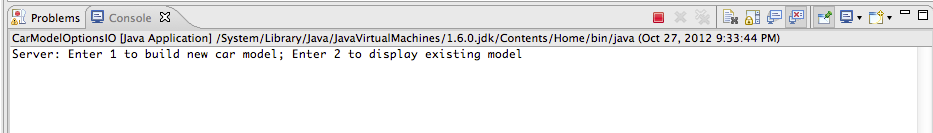 Problems Console
CarModelOptionsIO [Java Application] /System/Library/Java/JavaVirtualMachines/1.6.0.jdk/Contents/Home/bin/java (Oct 27, 2012 9:33:44 PM)
Server: Enter 1 to build new car model; Enter 2 to display existing model